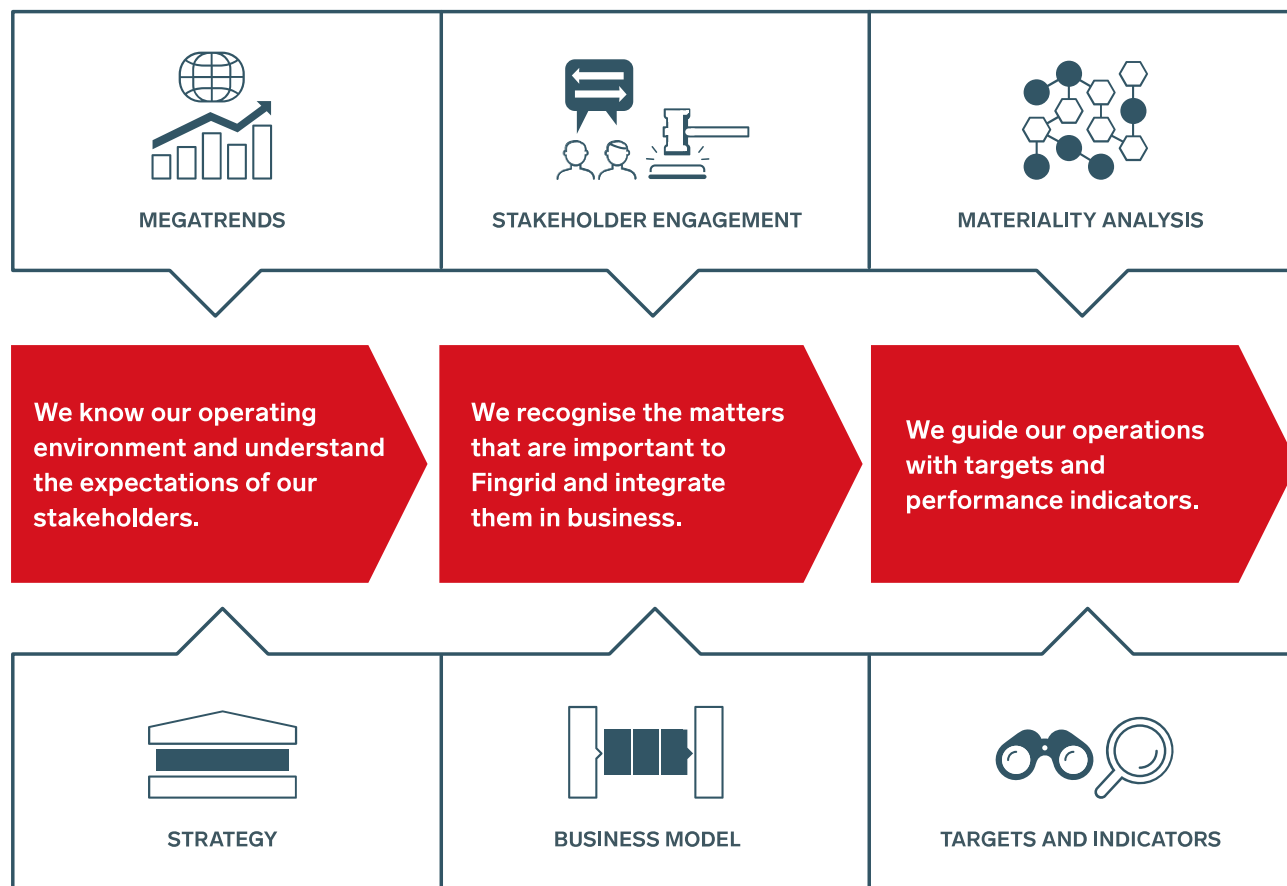 MEGATRENDS
STAKEHOLDER ENGAGEMENT
MATERIALITY ANALYSIS
We know our operating
environment and understand
the expectations of our
stakeholders.
We recognise the matters
that are important to
Fingrid and integrate
them in business.
We guide our operations
with targets and
performance indicators.
STRATEGY
BUSINESS MODEL
TARGETS AND INDICATORS